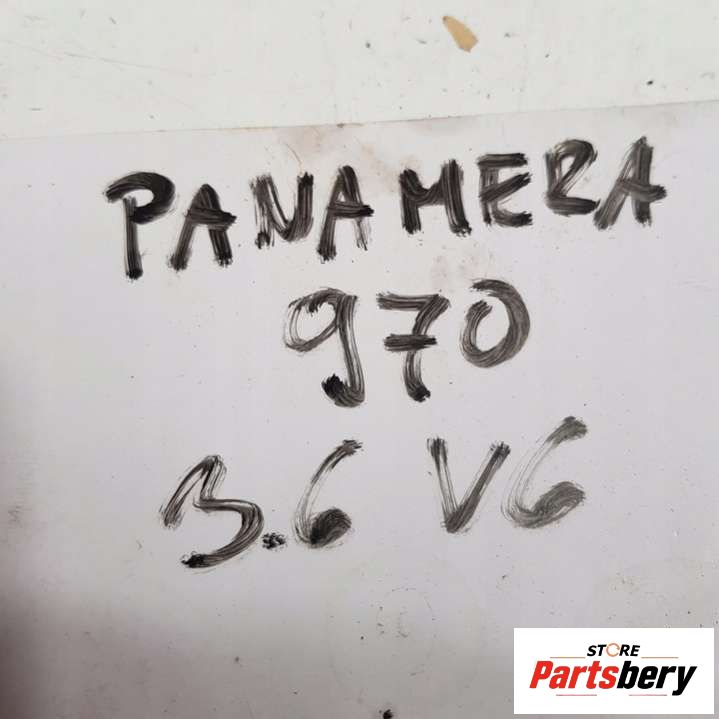 PANAMERA
970
3.6 V6
STORE
Partsbery